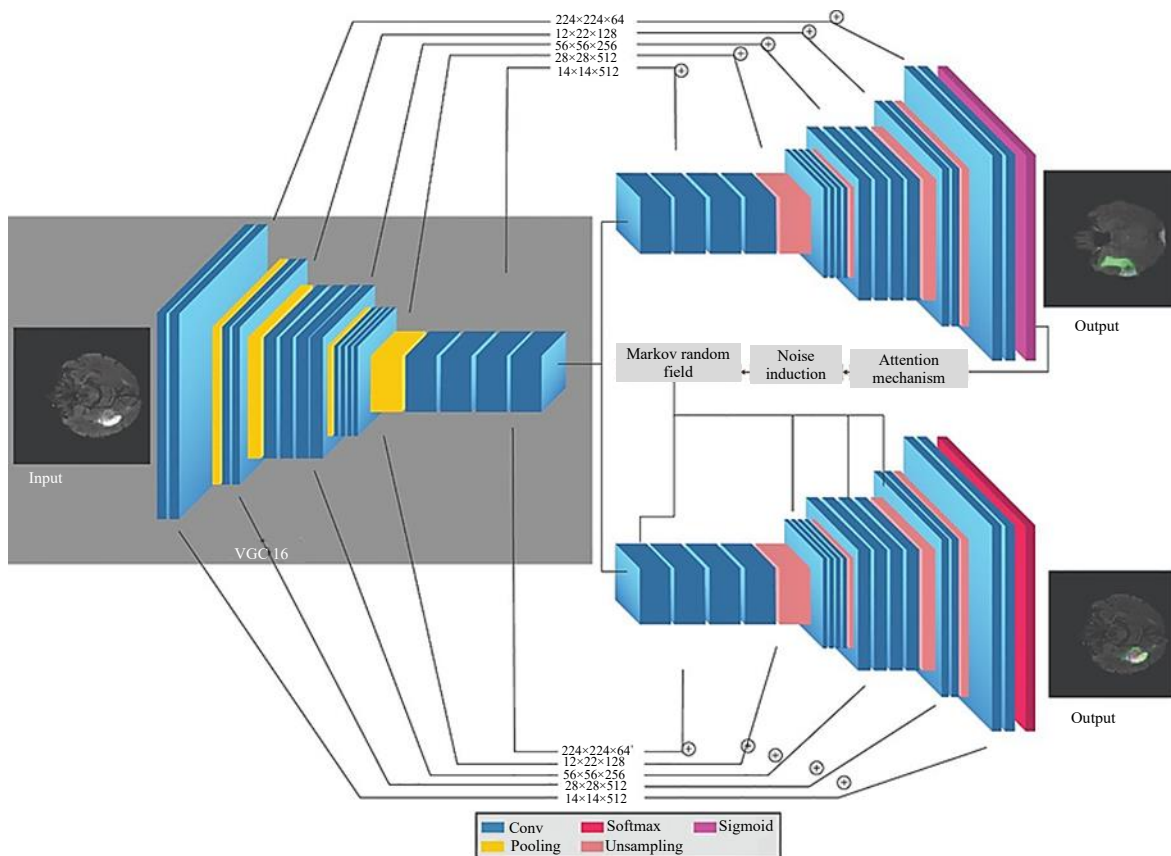 224×224×64
12×22×128
56×56×256
28×28×512
14×14×512
Input
VGC 16
Markov random
field
Noise
induction
Attention
mechanism
Output
Output
224×224×64'
12×22×128
56×56×256
28×28×512
14×14×512
Conv
Softmax
Sigmoid
Pooling
Unsampling